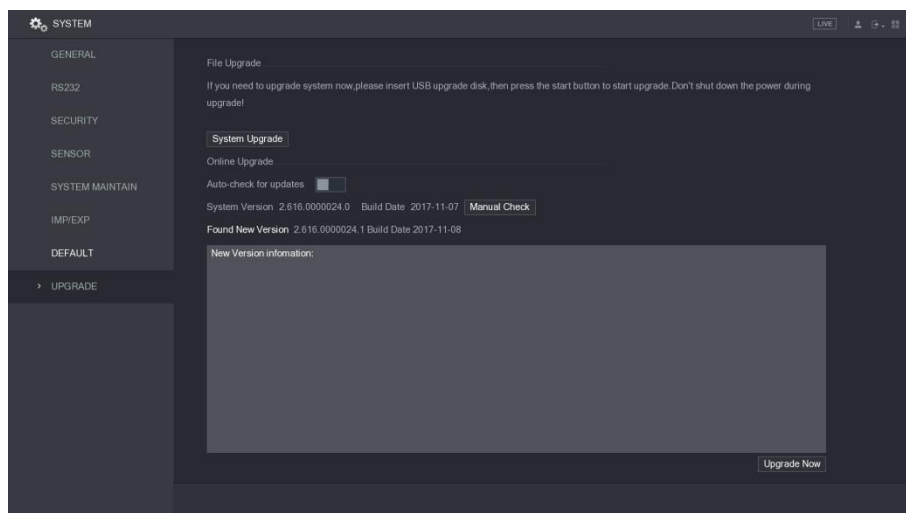 SYSTEM
LIVE
GENERAL
RS232
SECURITY
SENSOR
SYSTEM MAINTAIN
IMP/EXP
DEFAULT
> UPGRADE
File Upgrade
If you need to upgrade system now,please insert USB upgrade disk,then press the start button to start upgrade.Don't shut down the power during
upgrade!
System Upgrade
Online Upgrade
Auto-check for updates
System Version 2.616.0000024.0 Build Date 2017-11-07 Manual Check
Found New Version 2.616.0000024.1 Build Date 2017-11-08
New Version infomation:
Upgrade Now